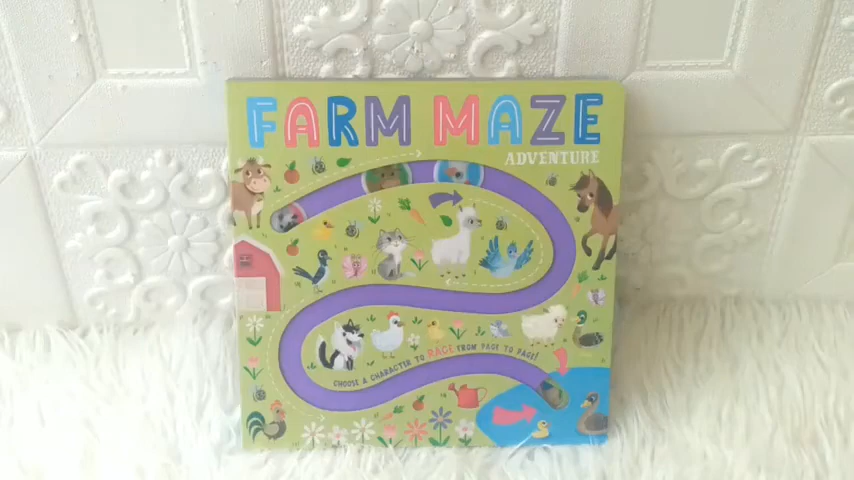 FARM MAZE
ADVENTURE
CHOOSE A CHARACTER TO RACE FROM PAGE TO PAGE!